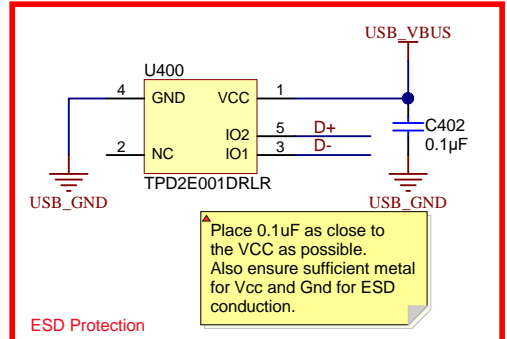 USB_VBUS
U400
4 GND VCC 1
IO2 5 D+
2 NC IO1 3 D-
TPD2E001DRLR
C402
0.1µF
USB_GND
USB_GND
Place 0.1uF as close to
the VCC as possible.
Also ensure sufficient metal
for Vcc and Gnd for ESD
conduction.
ESD Protection